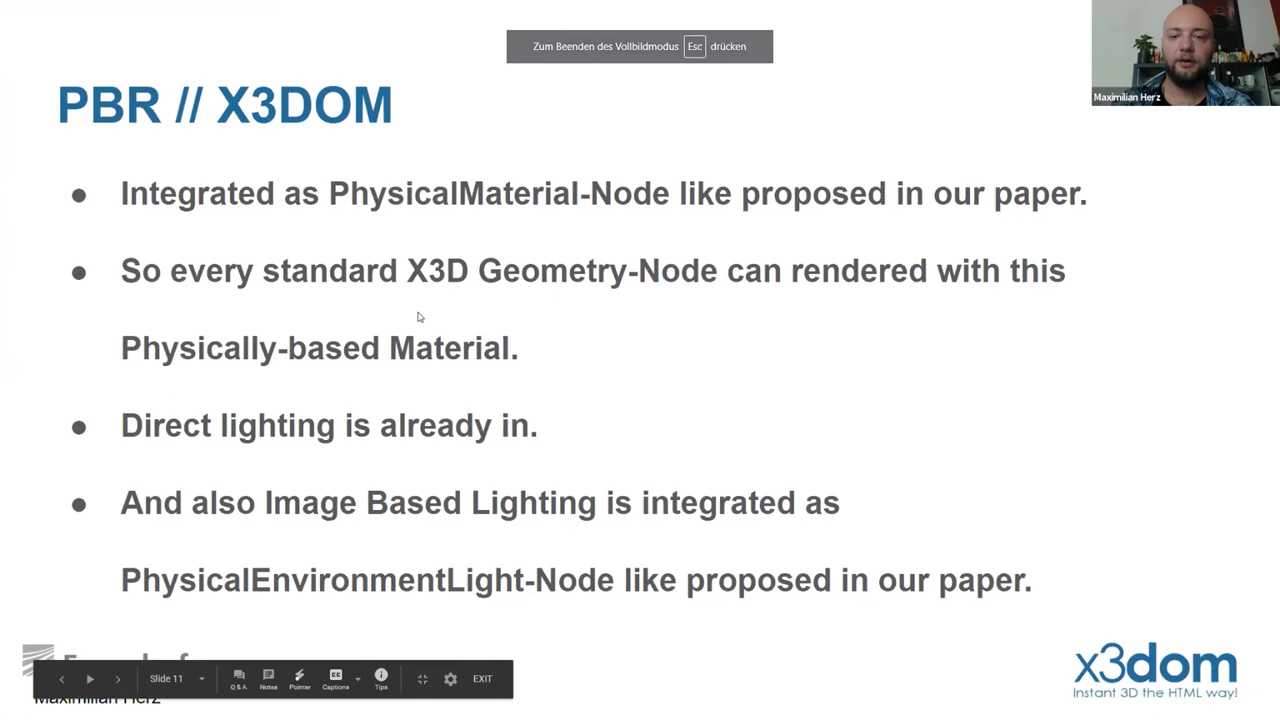 Zum Beenden des Vollbildmodus Esc drücken
Maximilian Herz
PBR // X3DOM
● Integrated as PhysicalMaterial-Node like proposed in our paper.
● So every standard X3D Geometry-Node can rendered with this
Physically-based Material.
● Direct lighting is already in.
● And also Image Based Lighting is integrated as
PhysicalEnvironmentLight-Node like proposed in our paper.
Slide 11
Q & A
Notes
Pointer
Captions
Tips
EXIT
Maximilian Herz
x3dom
Instant 3D the HTML way!